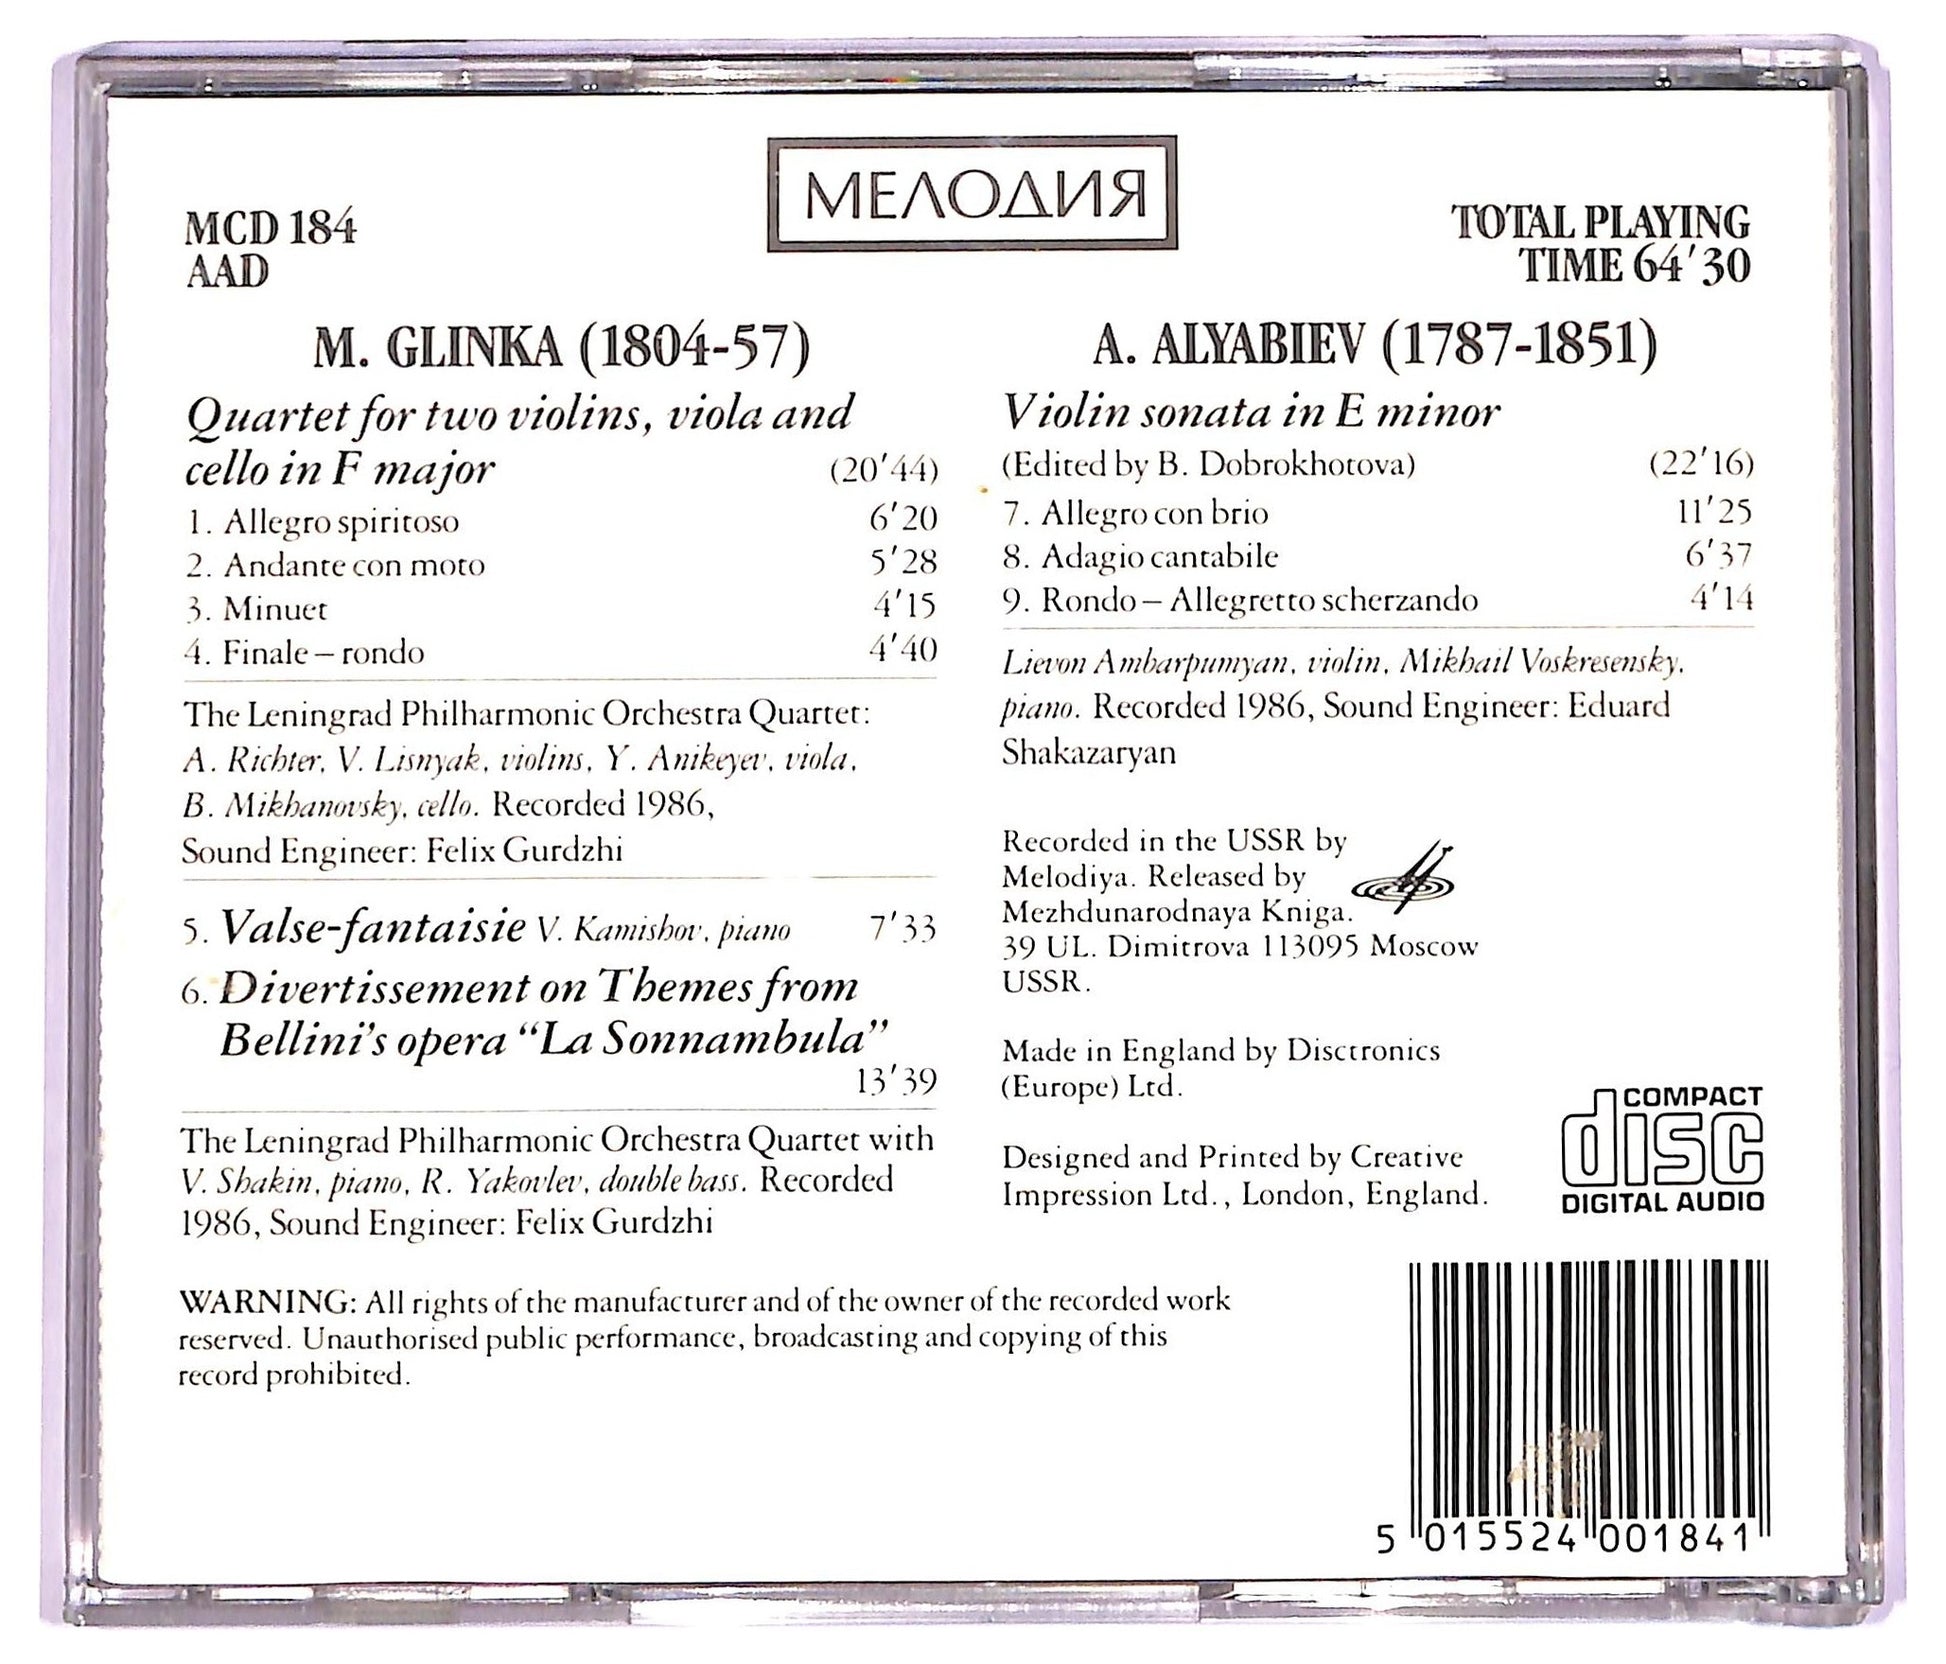 МЕЛОДИЯ
MCD 184
AAD
TOTAL PLAYING
TIME 64'30
M. GLINKA (1804-57)
Quartet for two violins, viola and
cello in F major (20'44)
1. Allegro spiritoso 6'20
2. Andante con moto 5'28
3. Minuet 4'15
4. Finale – rondo 4'40
The Leningrad Philharmonic Orchestra Quartet:
A. Richter, V. Lisnyak, violins, Y. Anikeyev, viola,
B. Mikhanovsky, cello. Recorded 1986,
Sound Engineer: Felix Gurdzhi
5. Valse-fantaisie V. Kamishov, piano 7'33
6. Divertissement on Themes from
Bellini's opera “La Sonnambula”
13'39
The Leningrad Philharmonic Orchestra Quartet with
V. Shakin, piano, R. Yakovlev, double bass. Recorded
1986, Sound Engineer: Felix Gurdzhi
A. ALYABIEV (1787-1851)
Violin sonata in E minor
(Edited by B. Dobrokhotova) (22'16)
7. Allegro con brio 11'25
8. Adagio cantabile 6'37
9. Rondo – Allegretto scherzando 4'14
Lievon Ambarpumyan, violin, Mikhail Voskresensky,
piano. Recorded 1986, Sound Engineer: Eduard
Shakazaryan
Recorded in the USSR by
Melodiya. Released by
Mezhdunarodnaya Kniga.
39 UL. Dimitrova 113095 Moscow
USSR.
Made in England by Disctronics
(Europe) Ltd.
Designed and Printed by Creative
Impression Ltd., London, England.
COMPACT
disc
DIGITAL AUDIO
WARNING: All rights of the manufacturer and of the owner of the recorded work
reserved. Unauthorised public performance, broadcasting and copying of this
record prohibited.
5 015524 001841